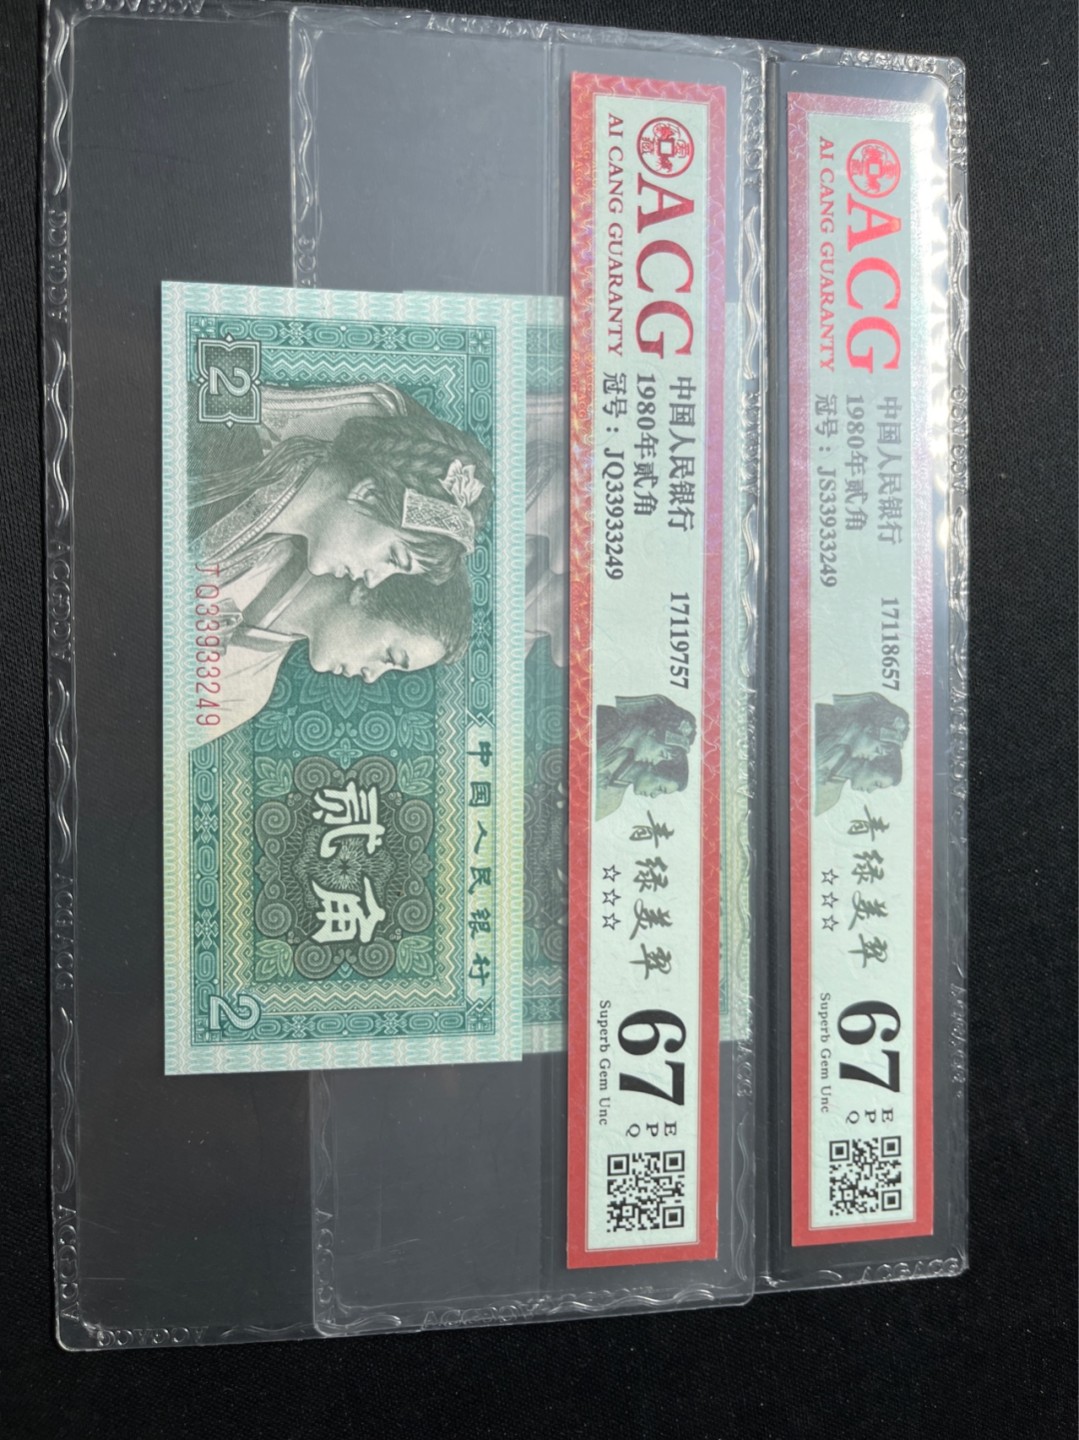 ACG
AI CANG GUARANTY
中国人民银行
1980年贰角
冠号：JS33933249
17118657
青绿美翠
☆☆☆
67
EPQ
Superb Gem Unc
ACG
AI CANG GUARANTY
中国人民银行
1980年贰角
冠号：JQ33933249
17119757
青绿美翠
☆☆☆
67
EPQ
Superb Gem Unc
中国人民银行
贰角
2
2
JQ33933249